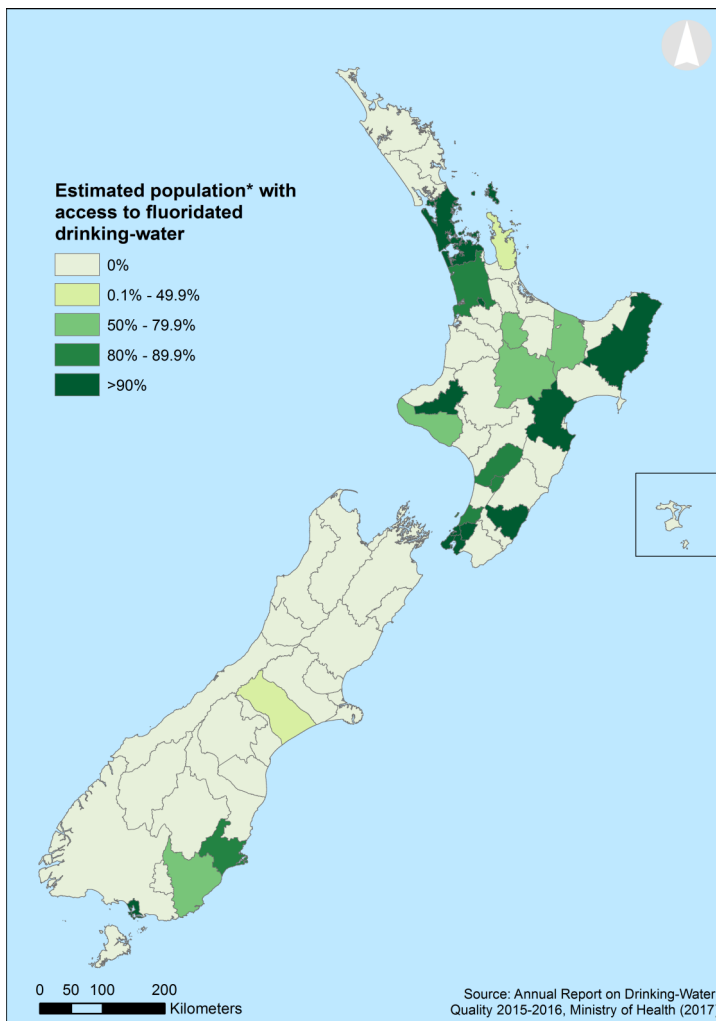 Estimated population* with
access to fluoridated
drinking-water
0%
0.1% - 49.9%
50% - 79.9%
80% - 89.9%
>90%
0 50 100 200
Kilometers
Source: Annual Report on Drinking-Water
Quality 2015-2016, Ministry of Health (2017)